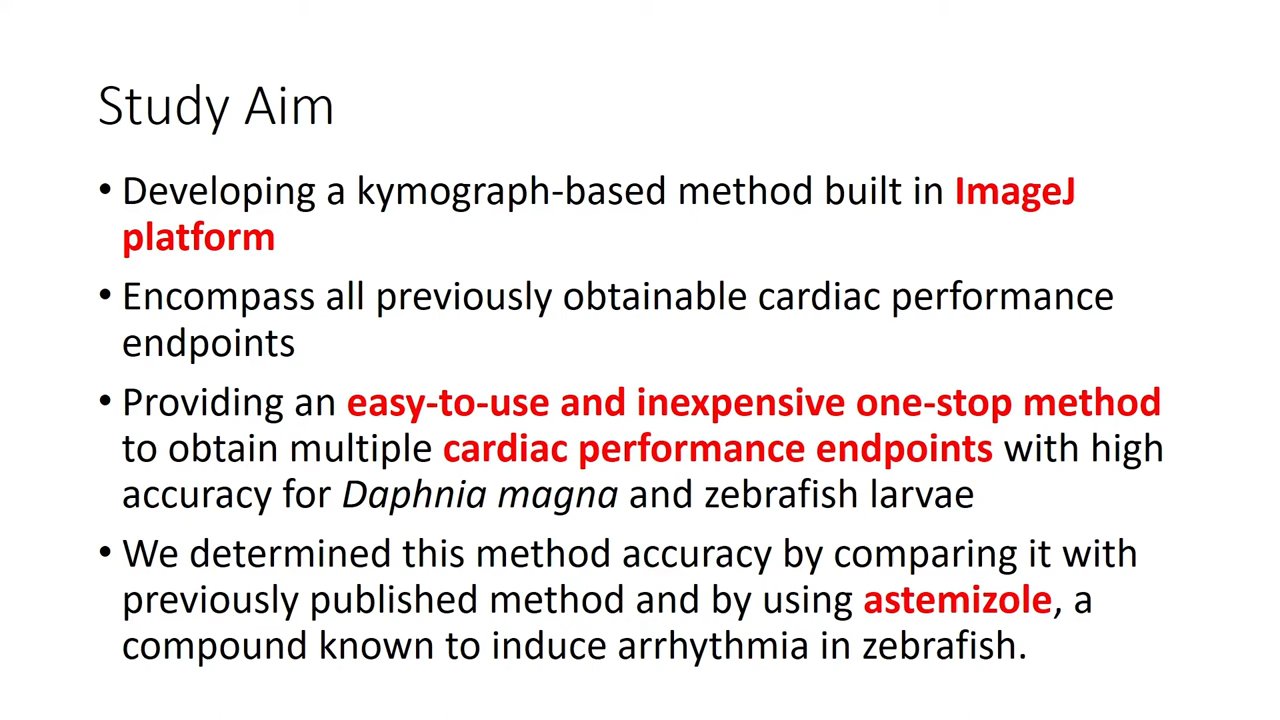 Study Aim
• Developing a kymograph-based method built in ImageJ
platform
• Encompass all previously obtainable cardiac performance
endpoints
• Providing an easy-to-use and inexpensive one-stop method
to obtain multiple cardiac performance endpoints with high
accuracy for Daphnia magna and zebrafish larvae
• We determined this method accuracy by comparing it with
previously published method and by using astemizole, a
compound known to induce arrhythmia in zebrafish.